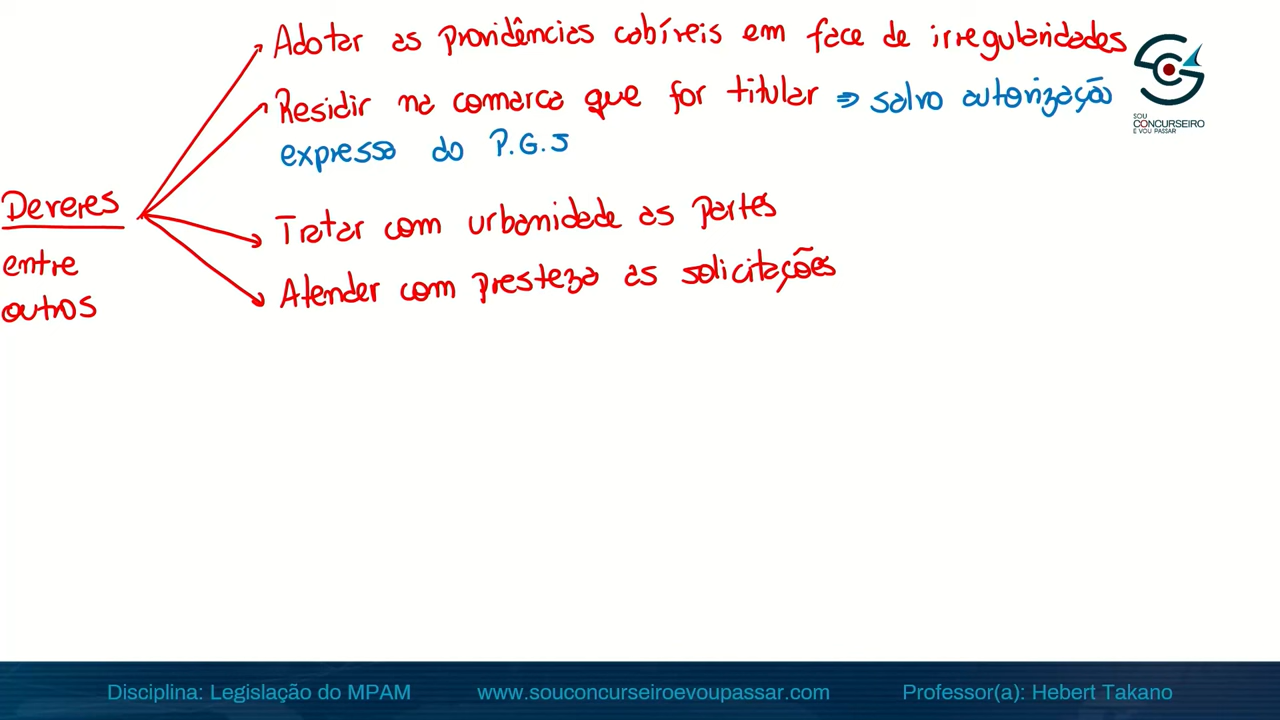 Adotar as providências cabíveis em face de irregularidades
Residir na comarca que for titular ⇒ salvo autorização
expressa do P.G.J
Deveres
entre
outros
Tratar com urbanidade as partes
Atender com presteza as solicitações
SOU
CONCURSEIRO
E VOU PASSAR
Disciplina: Legislação do MPAM www.souconcurseiroevoupassar.com Professor(a): Hebert Takano